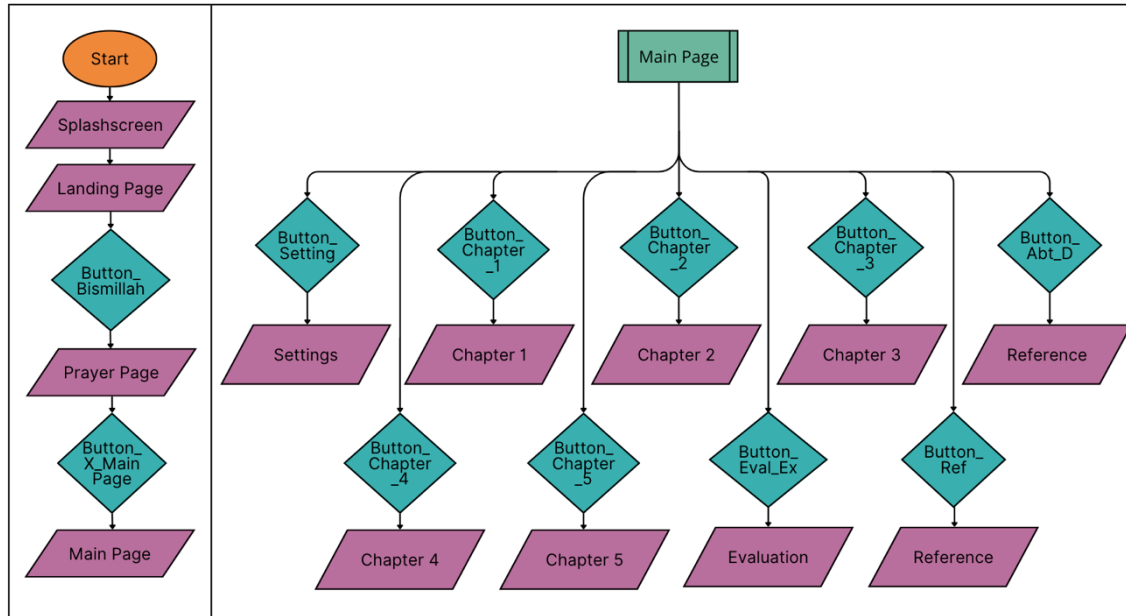 Start
Splashscreen
Landing Page
Button_
Bismillah
Prayer Page
Button_
X_Main
Page
Main Page
Main Page
Button_
Setting
Button_
Chapter
_1
Button_
Chapter
_2
Button_
Chapter
_3
Button_
Abt_D
Settings
Chapter 1
Chapter 2
Chapter 3
Reference
Button_
Chapter
_4
Button_
Chapter
_5
Button_
Eval_Ex
Button_
Ref
Chapter 4
Chapter 5
Evaluation
Reference